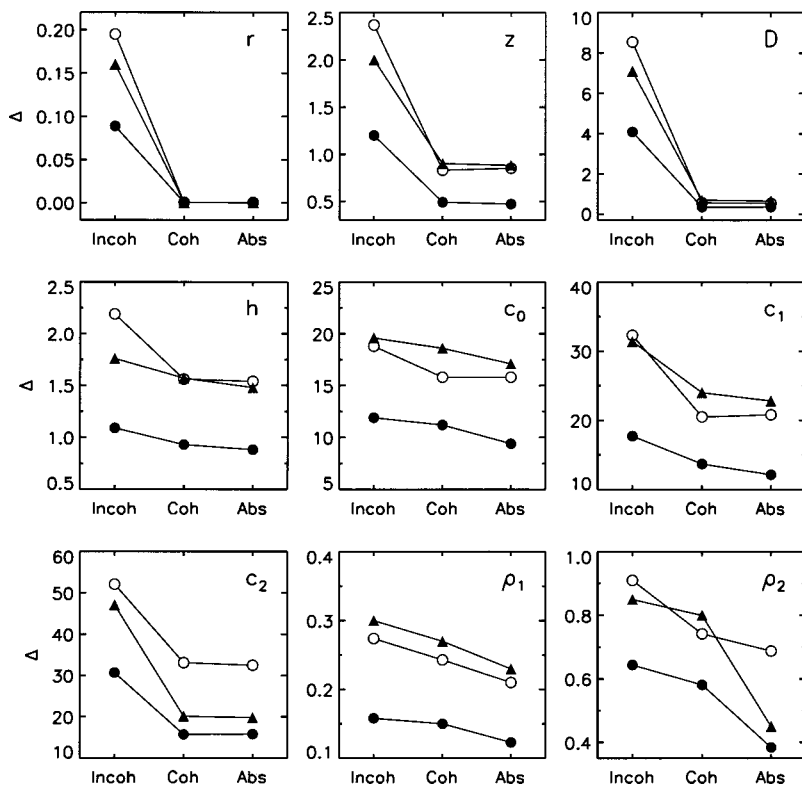 r
0.20
0.15
0.10
0.05
0.00
Δ
Incoh Coh Abs
z
2.5
2.0
1.5
1.0
0.5
Incoh Coh Abs
D
10
8
6
4
2
0
Incoh Coh Abs
h
2.5
2.0
1.5
1.0
0.5
Δ
Incoh Coh Abs
c0
25
20
15
10
5
Incoh Coh Abs
c1
40
30
20
10
Incoh Coh Abs
c2
60
50
40
30
20
10
Δ
Incoh Coh Abs
ρ1
0.4
0.3
0.2
0.1
Incoh Coh Abs
ρ2
1.0
0.8
0.6
0.4
Incoh Coh Abs